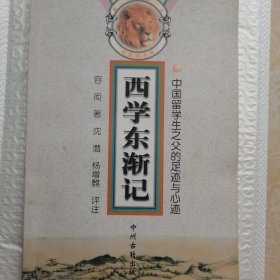 西学东渐记
中国留学生之父的足迹与心迹
容闳 著 沈潜 杨增麒 评注
中州古籍出版社